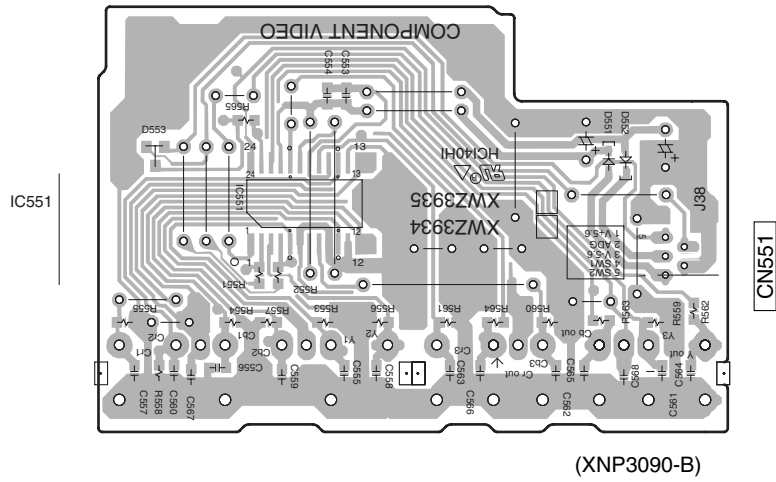 COMPONENT VIDEO
C554
C553
R565
D553
24
13
24
13
IC551
IC551
1
12
1
12
R551
R552
HCI40HI
XWZ3935
XWZ3934
D551
D552
J38
5
1 V+5.6
2 ADG
3 V-5.6
4 SW1
5 SW2
CN551
R555
R554
R557
R553
R556
R561
R564
R560
R563
R559
R562
Cr2
Cr1
Cb1
Cb2
Y1
Y2
Cr3
Cr out
Cb3
Cb out
Y3
Y out
C557
R558
C560
C567
C556
C559
C555
C558
C563
C566
C565
C562
C568
C561
C564
(XNP3090-B)